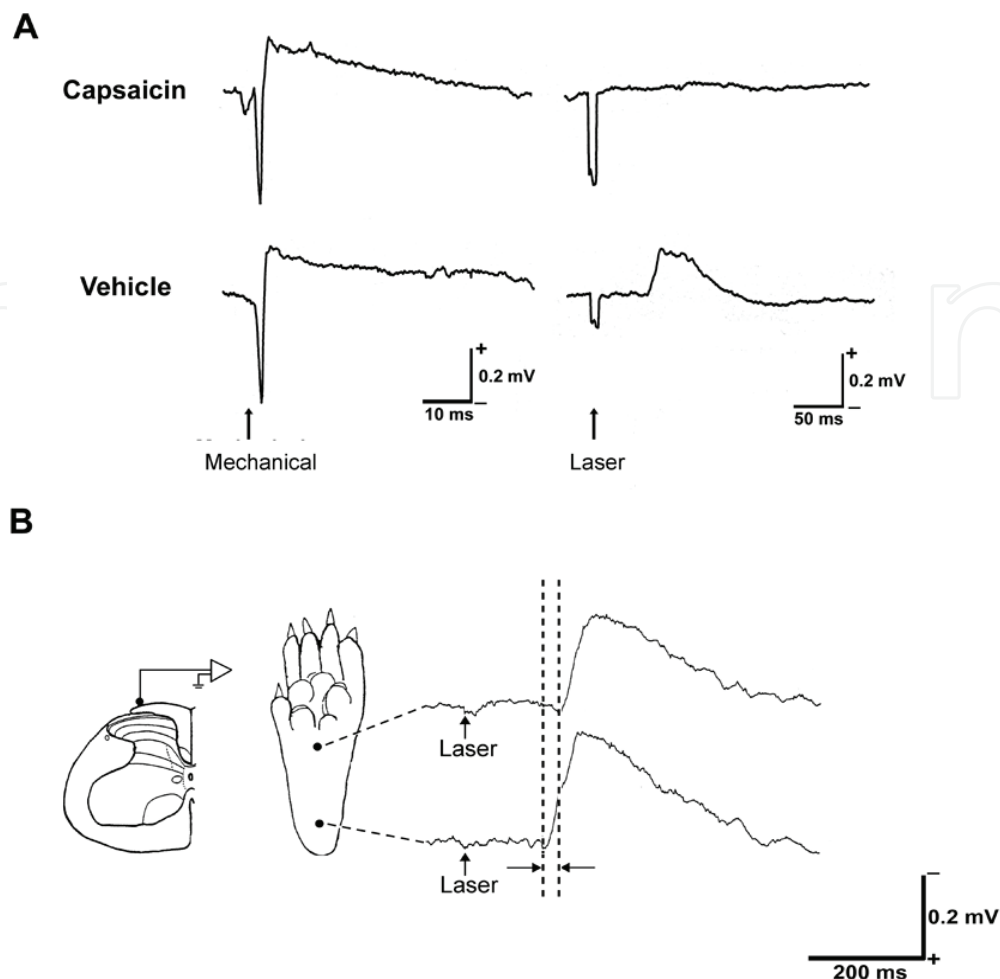 A
Capsaicin
Vehicle
+
0.2 mV
–
10 ms
+
0.2 mV
–
50 ms
Mechanical
Laser
B
Laser
Laser
–
0.2 mV
+
200 ms